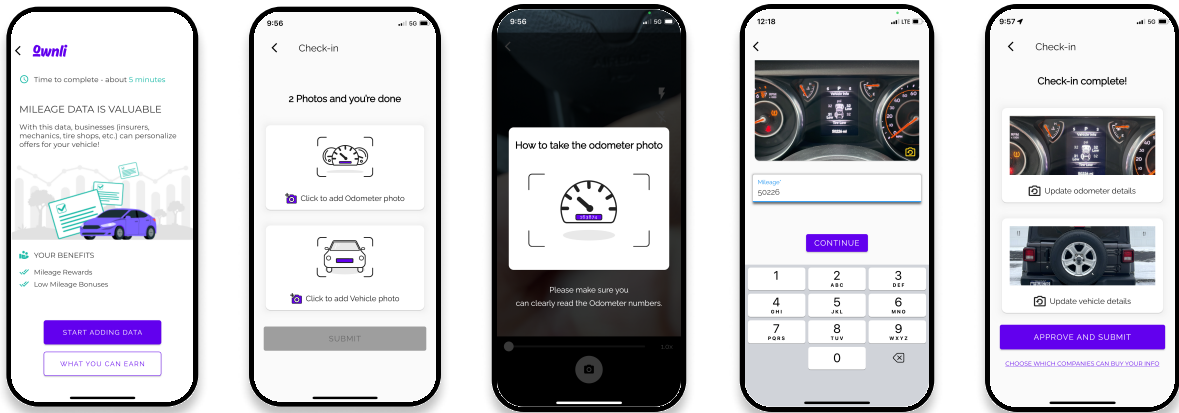 Ownli
Time to complete - about 5 minutes
MILEAGE DATA IS VALUABLE
With this data, businesses (insurers,
mechanics, tire shops, etc.) can personalize
offers for your vehicle!
YOUR BENEFITS
Mileage Rewards
Low Mileage Bonuses
START ADDING DATA
WHAT YOU CAN EARN
9:56
5G
Check-in
2 Photos and you're done
Click to add Odometer photo
Click to add Vehicle photo
SUBMIT
9:56
5G
How to take the odometer photo
Please make sure you
can clearly read the Odometer numbers.
1.0x
12:18
LTE
Vehicle Info
Mileage*
50226
CONTINUE
1
2
3
ABC
DEF
4
5
6
GHI
JKL
MNO
7
8
9
PQRS
TUV
WXYZ
0
9:57
5G
Check-in
Check-in complete!
Vehicle Info
Update odometer details
Update vehicle details
APPROVE AND SUBMIT
CHOOSE WHICH COMPANIES CAN BUY YOUR INFO